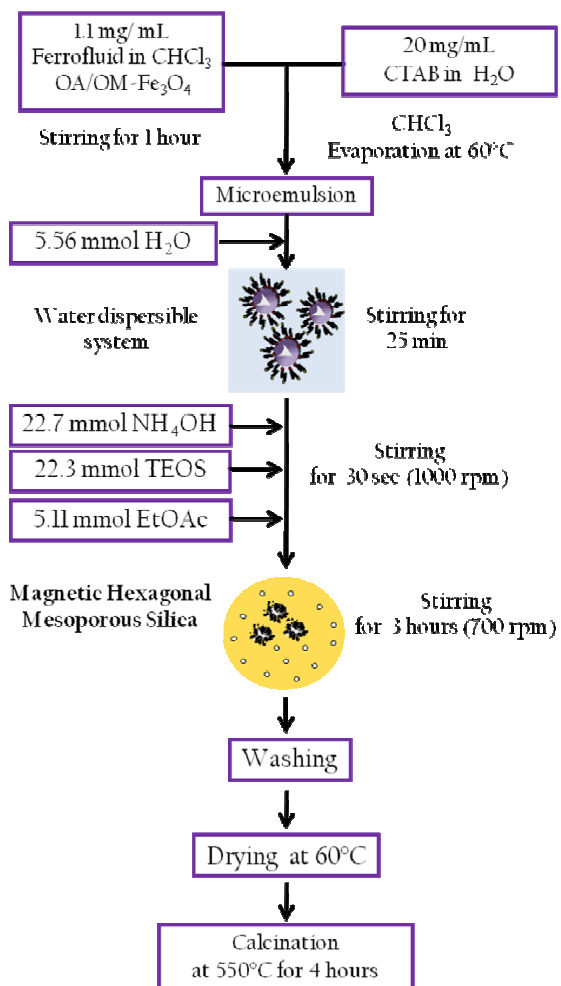 1.1 mg/ mL
Ferrofluid in CHCl₃
OA/OM-Fe₃O₄
20 mg/mL
CTAB in H₂O
Stirring for 1 hour
CHCl₃
Evaporation at 60°C
Microemulsion
5.56 mmol H₂O
Water dispersible
system
Stirring for
25 min
22.7 mmol NH₄OH
22.3 mmol TEOS
5.11 mmol EtOAc
Stirring
for 30 sec (1000 rpm)
Magnetic Hexagonal
Mesoporous Silica
Stirring
for 3 hours (700 rpm)
Washing
Drying at 60°C
Calcination
at 550°C for 4 hours